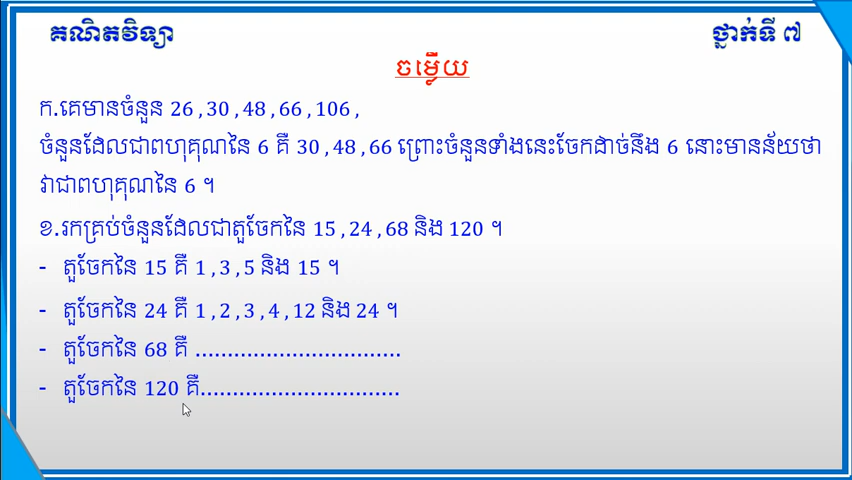 គណិតវិទ្យា
ថ្នាក់ទី ៧
ចម្លើយ
ក.គេមានចំនួន 26 , 30 , 48 , 66 , 106 ,
ចំនួនដែលជាពហុគុណនៃ 6 គឺ 30 , 48 , 66 ព្រោះចំនួនទាំងនេះចែកដាច់នឹង 6 នោះមានន័យថា
វាជាពហុគុណនៃ 6 ។
ខ.រកគ្រប់ចំនួនដែលជាតួចែកនៃ 15 , 24 , 68 និង 120 ។
- តួចែកនៃ 15 គឺ 1 , 3 , 5 និង 15 ។
- តួចែកនៃ 24 គឺ 1 , 2 , 3 , 4 , 12 និង 24 ។
- តួចែកនៃ 68 គឺ ................................
- តួចែកនៃ 120 គឺ...............................